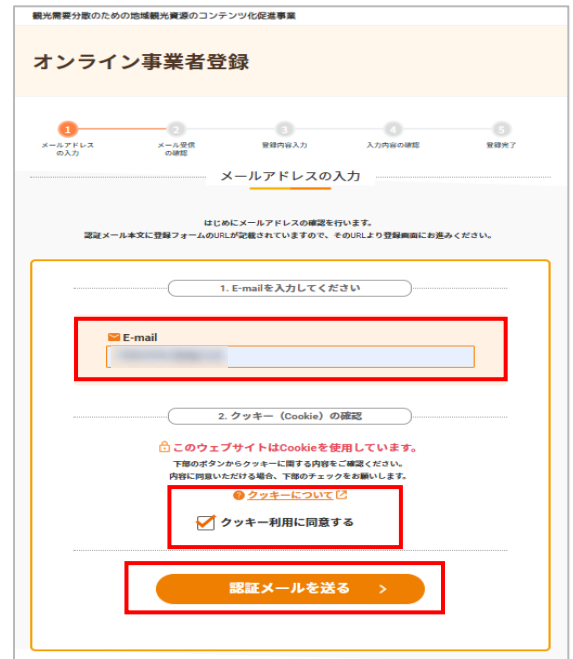 観光需要分散のための地域観光資源のコンテンツ化促進事業
オンライン事業者登録
1
2
3
4
5
メールアドレス
の入力
メール受信
の確認
登録内容入力
入力内容の確認
登録完了
メールアドレスの入力
はじめにメールアドレスの確認を行います。
認証メール本文に登録フォームのURLが記載されていますので、そのURLより登録画面にお進みください。
1. E-mailを入力してください
E-mail
2. クッキー（Cookie）の確認
このウェブサイトはCookieを使用しています。
下部のボタンからクッキーに関する内容をご確認ください。
内容に同意いただける場合、下部のチェックをお願いします。
? クッキーについて
クッキー利用に同意する
認証メールを送る >